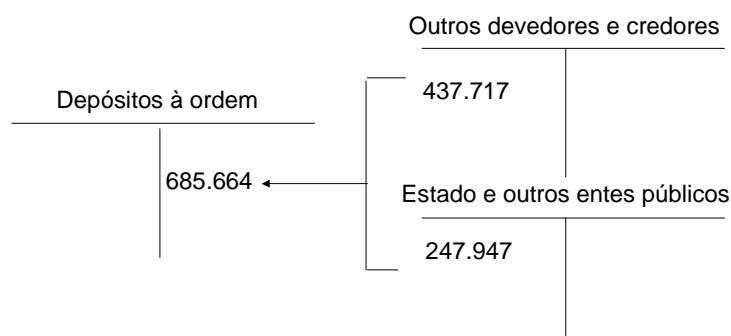 Outros devedores e credores
437.717
Depósitos à ordem
685.664
Estado e outros entes públicos
247.947